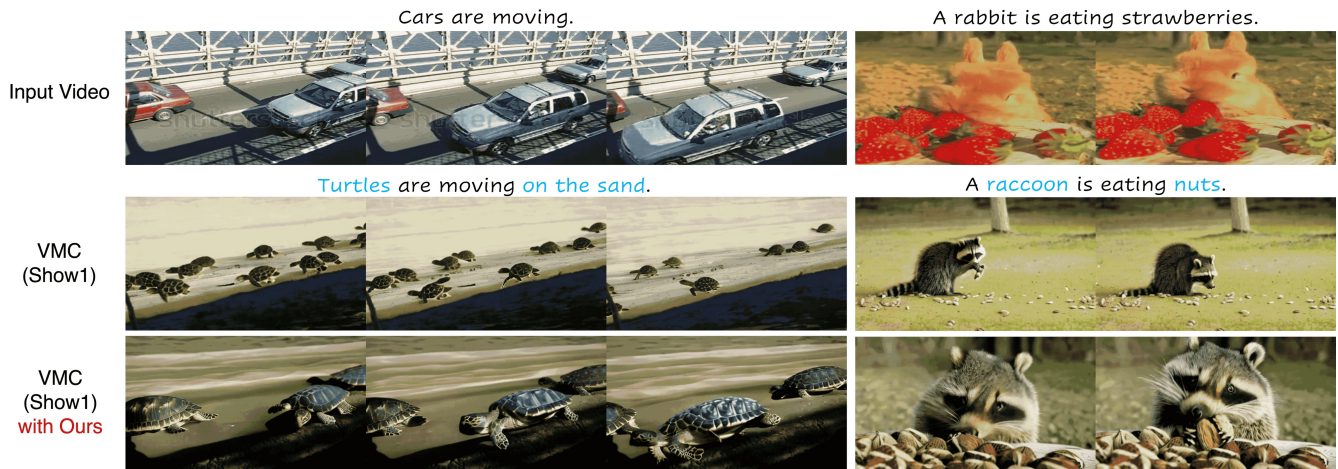 Cars are moving.
A rabbit is eating strawberries.
Input Video
Turtles are moving on the sand.
A raccoon is eating nuts.
VMC
(Show1)
VMC
(Show1)
with Ours